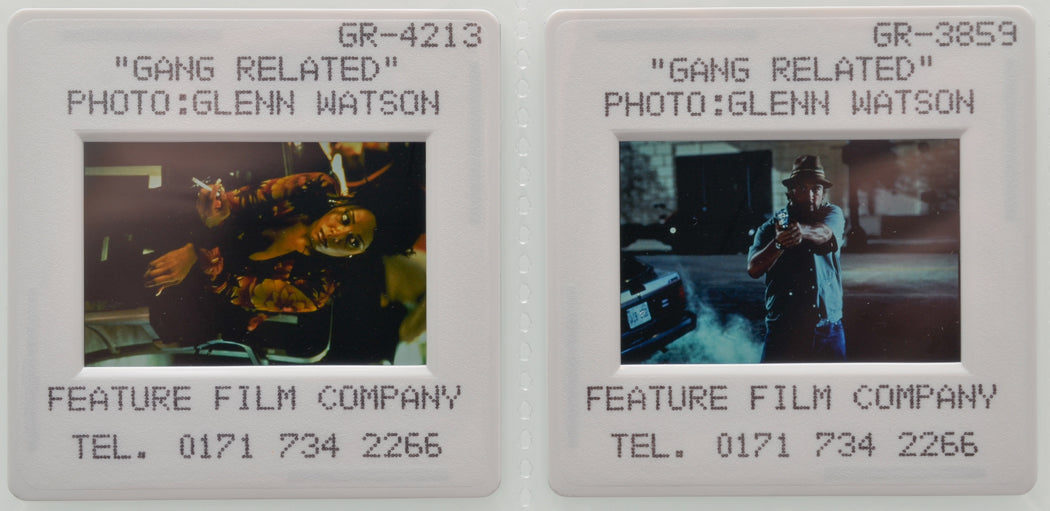 GR-4213
"GANG RELATED"
PHOTO:GLENN WATSON
FEATURE FILM COMPANY
TEL. 0171 734 2266
GR-3859
"GANG RELATED"
PHOTO:GLENN WATSON
FEATURE FILM COMPANY
TEL. 0171 734 2266